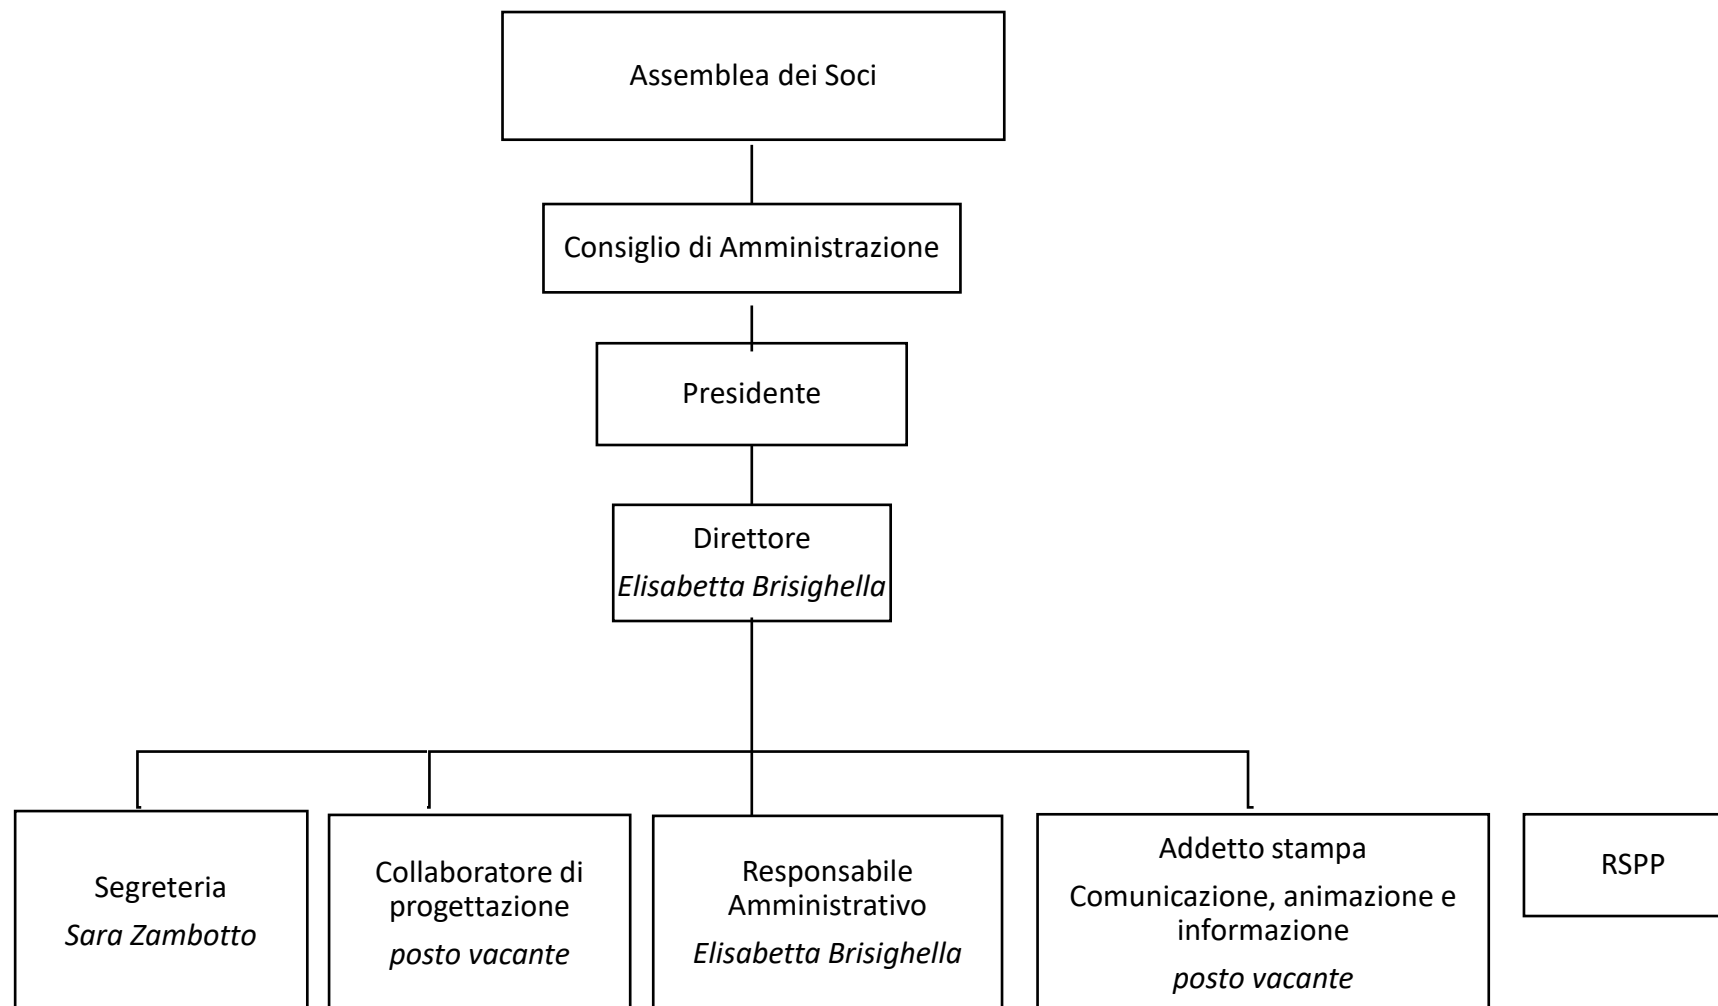 Assemblea dei Soci
Consiglio di Amministrazione
Presidente
Direttore
Elisabetta Brisighella
Segreteria
Sara Zambotto
Collaboratore di
progettazione
posto vacante
Responsabile
Amministrativo
Elisabetta Brisighella
Addetto stampa
Comunicazione, animazione e
informazione
posto vacante
RSPP